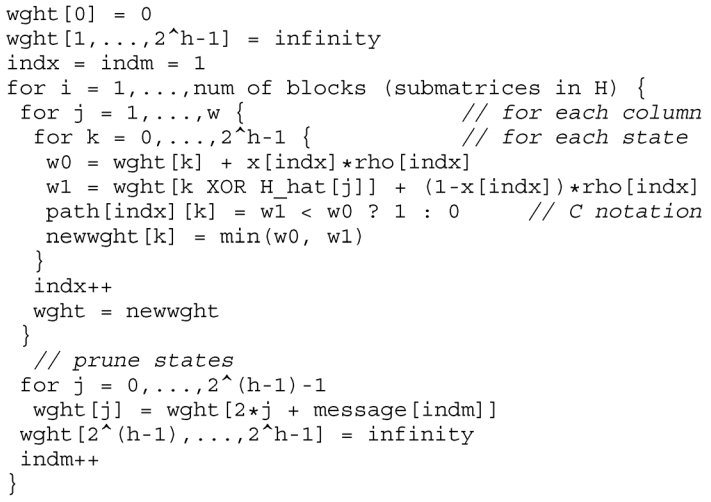 wght[0] = 0
wght[1,...,2^h-1] = infinity
indx = indm = 1
for i = 1,...,num of blocks (submatrices in H) {
for j = 1,...,w { // for each column
for k = 0,...,2^h-1 { // for each state
w0 = wght[k] + x[indx]*rho[indx]
w1 = wght[k XOR H_hat[j]] + (1-x[indx])*rho[indx]
path[indx][k] = w1 < w0 ? 1 : 0 // C notation
newwght[k] = min(w0, w1)
}
indx++
wght = newwght
}
// prune states
for j = 0,...,2^(h-1)-1
wght[j] = wght[2*j + message[indm]]
wght[2^(h-1),...,2^h-1] = infinity
indm++
}